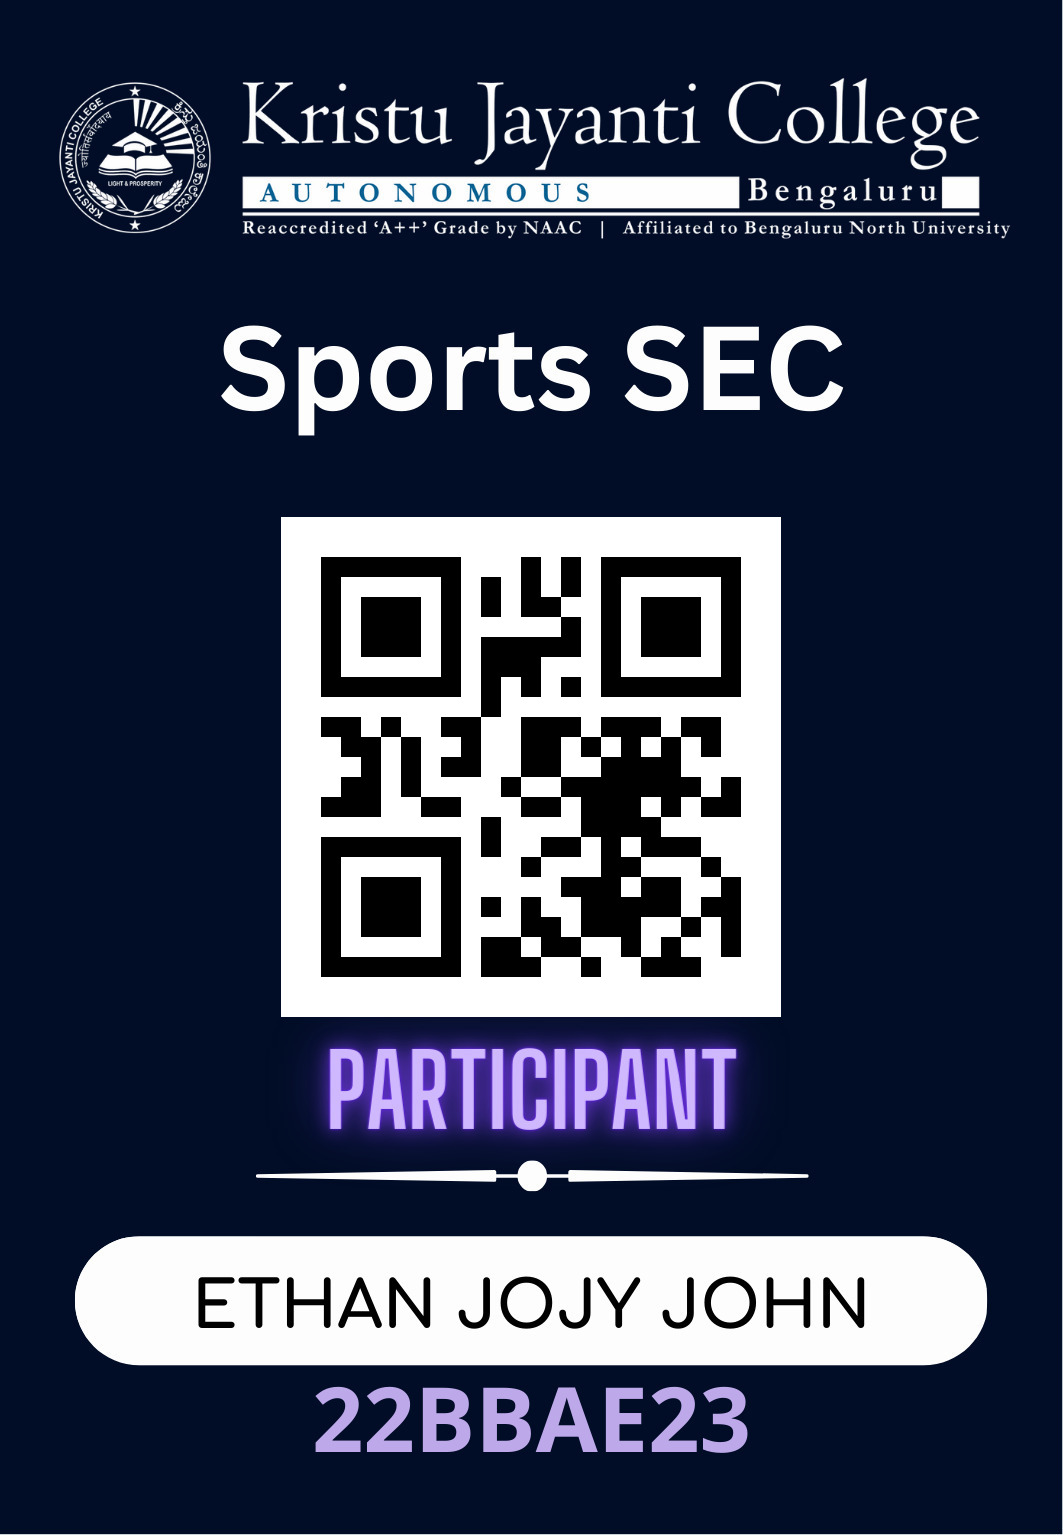 Kristu Jayanti College
AUTONOMOUS Bengaluru
Reaccredited ‘A++’ Grade by NAAC | Affiliated to Bengaluru North University
KRISTU JAYANTI COLLEGE
LIGHT & PROSPERITY
Sports SEC
PARTICIPANT
ETHAN JOJY JOHN
22BBAE23